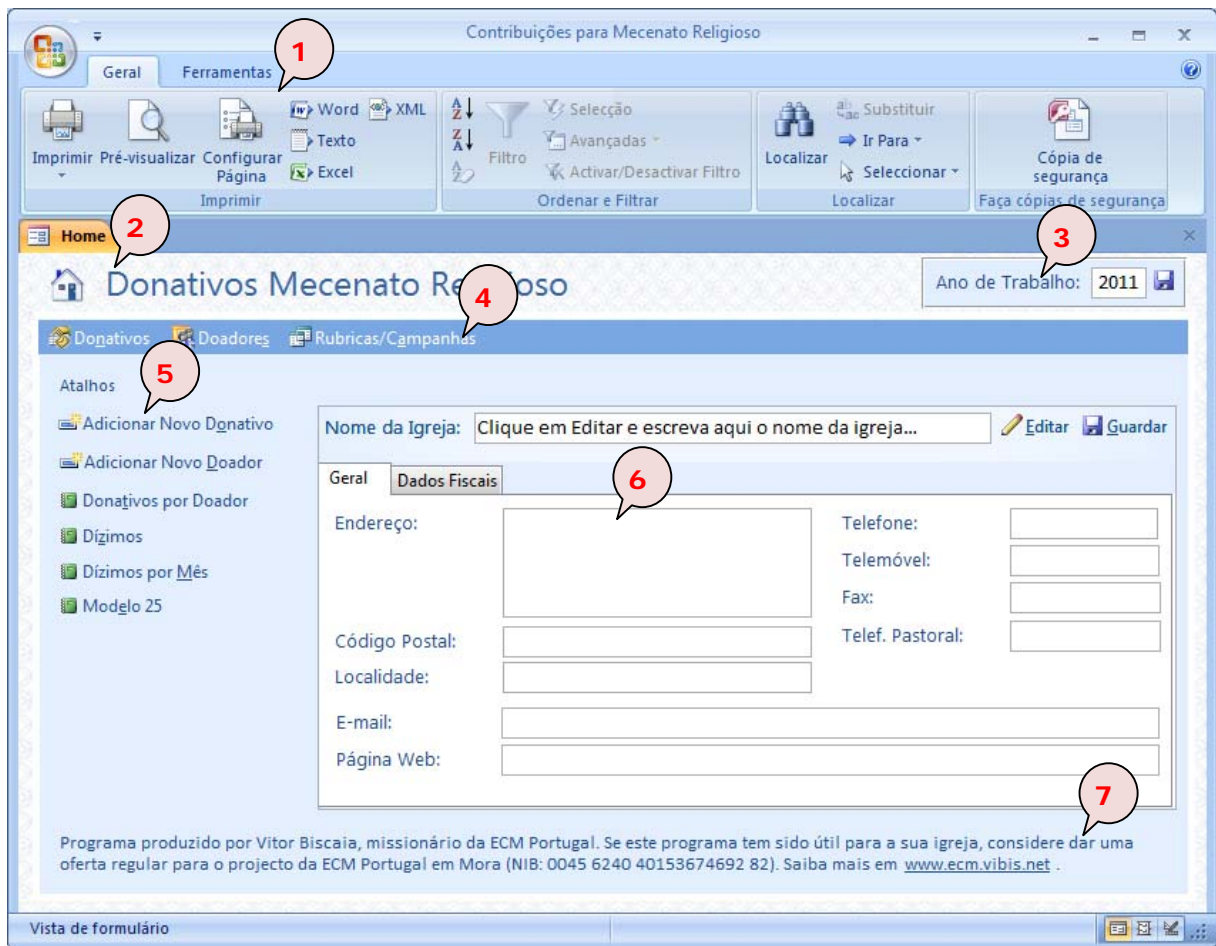 Contribuições para Mecenato Religioso
1
Geral Ferramentas
Imprimir Pré-visualizar Configurar Página
Word XML
Texto
Excel
Imprimir
Filtro
Selecção
Avançadas
Activar/Desactivar Filtro
Ordenar e Filtrar
Localizar
Substituir
Ir Para
Seleccionar
Localizar
Cópia de
segurança
Faça cópias de segurança
Home
2
3
Donativos Mecenato Religioso
4
Ano de Trabalho: 2011
Donativos Doadores Rubricas/Campanhas
5
Atalhos
Adicionar Novo Donativo
Adicionar Novo Doador
Donativos por Doador
Dízimos
Dízimos por Mês
Modelo 25
Nome da Igreja: Clique em Editar e escreva aqui o nome da igreja... Editar Guardar
Geral Dados Fiscais
6
Endereço:
Código Postal:
Localidade:
E-mail:
Página Web:
Telefone:
Telemóvel:
Fax:
Telef. Pastoral:
7
Programa produzido por Vitor Biscaia, missionário da ECM Portugal. Se este programa tem sido útil para a sua igreja, considere dar uma
oferta regular para o projecto da ECM Portugal em Mora (NIB: 0045 6240 40153674692 82). Saiba mais em www.ecm.vibis.net .
Vista de formulário